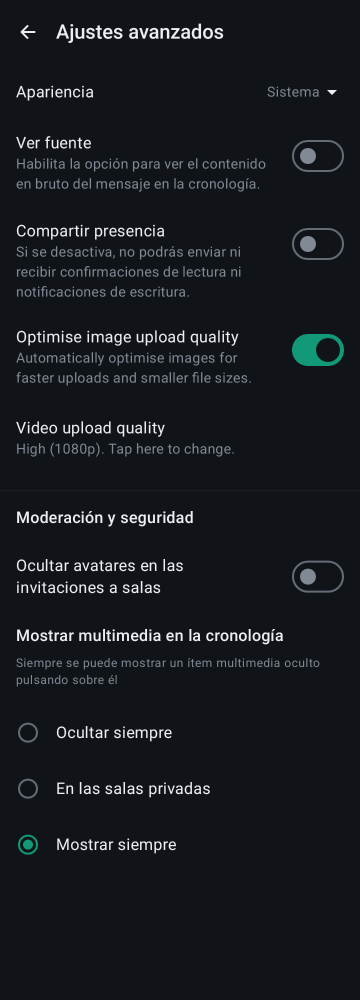 Ajustes avanzados
Apariencia
Sistema
Ver fuente
Habilita la opción para ver el contenido
en bruto del mensaje en la cronología.
Compartir presencia
Si se desactiva, no podrás enviar ni
recibir confirmaciones de lectura ni
notificaciones de escritura.
Optimise image upload quality
Automatically optimise images for
faster uploads and smaller file sizes.
Video upload quality
High (1080p). Tap here to change.
Moderación y seguridad
Ocultar avatares en las
invitaciones a salas
Mostrar multimedia en la cronología
Siempre se puede mostrar un ítem multimedia oculto
pulsando sobre él
Ocultar siempre
En las salas privadas
Mostrar siempre